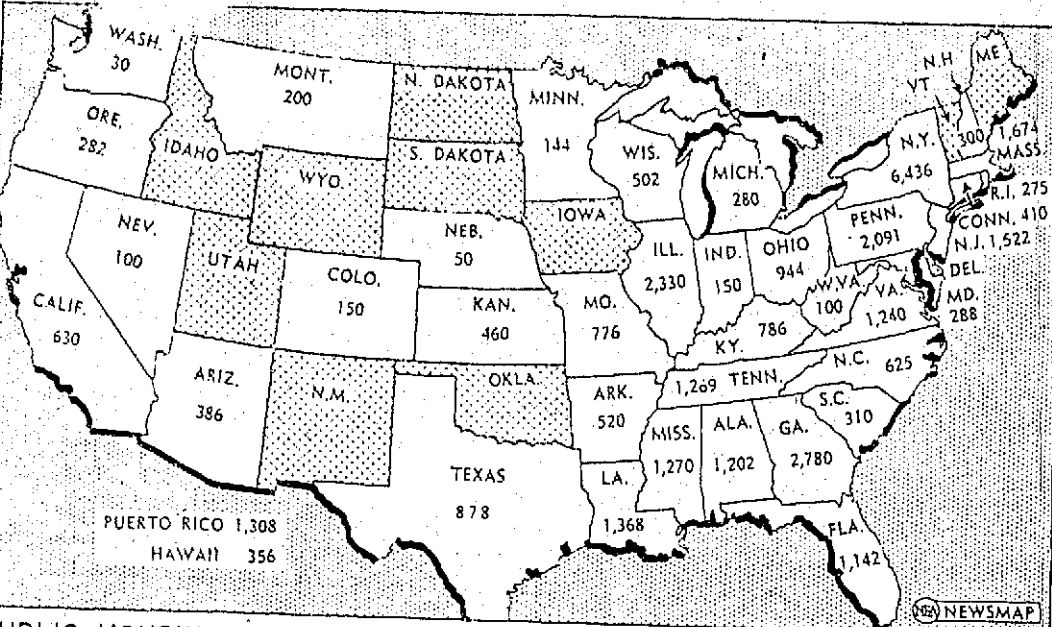 WASH.
30
MONT.
200
N. DAKOTA
MINN.
144
N.H
VT
ME
ORE.
282
IDAHO
WYO.
S. DAKOTA
WIS.
502
MICH.
280
N.Y.
6,436
300
1,674
MASS.
R.I. 275
CONN. 410
N.J. 1,522
NEV.
100
UTAH
NEB.
50
IOWA
ILL.
2,330
IND.
150
OHIO
944
PENN.
2,091
DEL.
MD.
288
CALIF.
630
COLO.
150
KAN.
460
MO.
776
W.VA.
100
VA.
1,240
786
KY.
ARIZ.
386
N.M.
OKLA.
ARK.
520
1,269 TENN.
N.C. 625
S.C.
310
TEXAS
878
LA.
1,368
MISS.
1,270
ALA.
1,202
GA.
2,780
FLA.
1,142
PUERTO RICO 1,308
HAWAII 356
NEA NEWSMAP